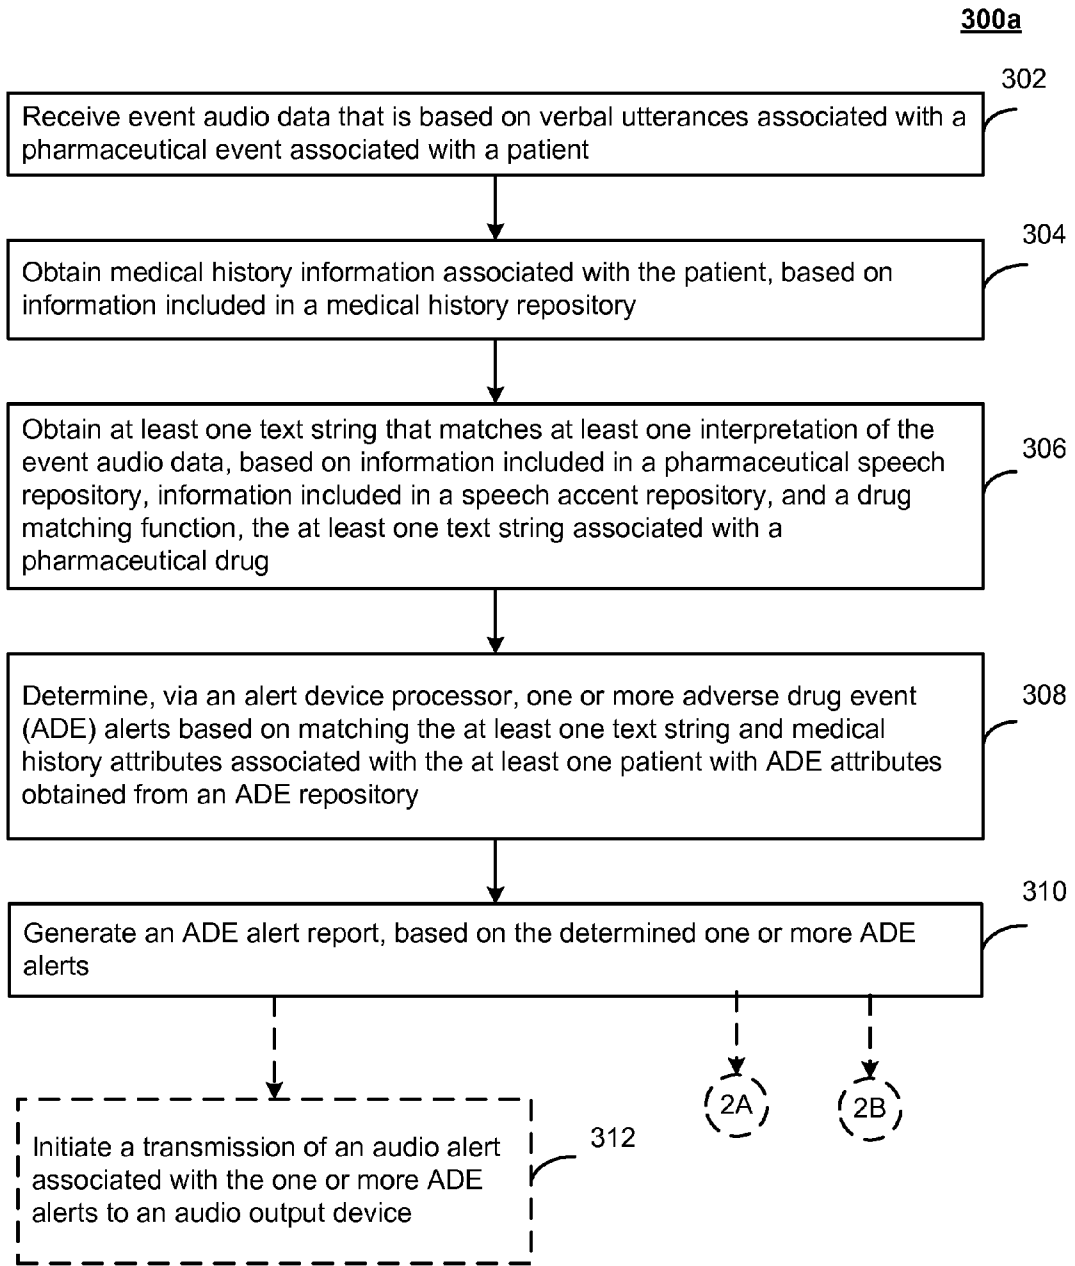 300a
302
Receive event audio data that is based on verbal utterances associated with a
pharmaceutical event associated with a patient
304
Obtain medical history information associated with the patient, based on
information included in a medical history repository
306
Obtain at least one text string that matches at least one interpretation of the
event audio data, based on information included in a pharmaceutical speech
repository, information included in a speech accent repository, and a drug
matching function, the at least one text string associated with a
pharmaceutical drug
308
Determine, via an alert device processor, one or more adverse drug event
(ADE) alerts based on matching the at least one text string and medical
history attributes associated with the at least one patient with ADE attributes
obtained from an ADE repository
310
Generate an ADE alert report, based on the determined one or more ADE
alerts
2A
2B
312
Initiate a transmission of an audio alert
associated with the one or more ADE
alerts to an audio output device